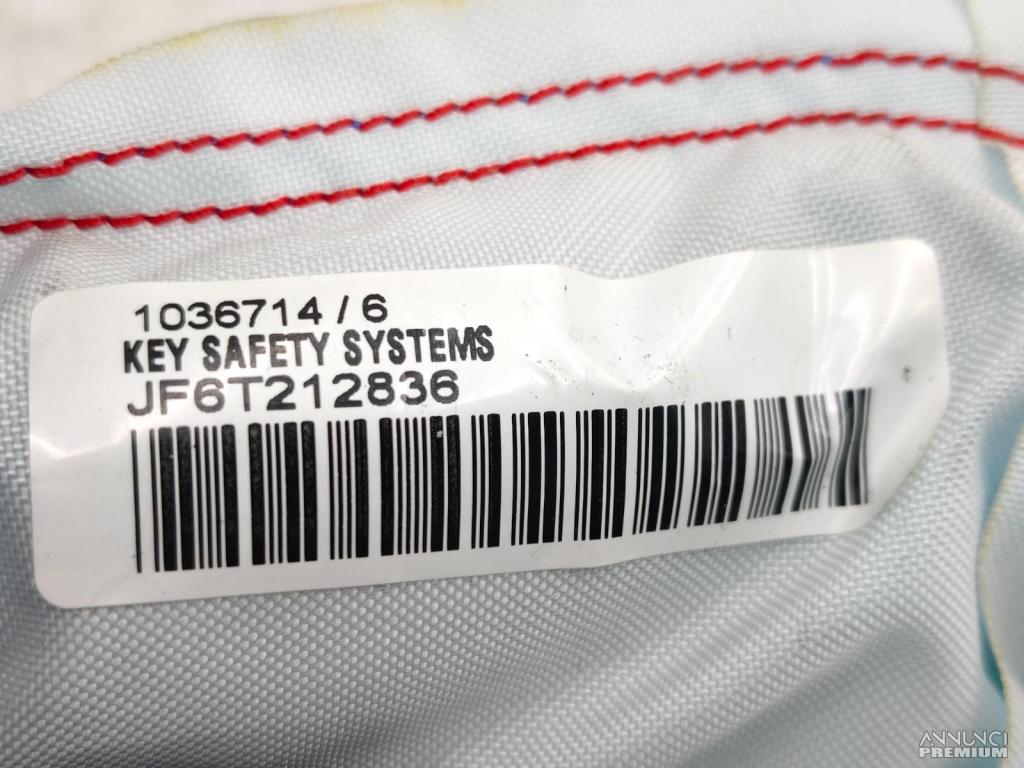 1036714 / 6
KEY SAFETY SYSTEMS
JF6T212836
ANNUNCI
PREMIUM